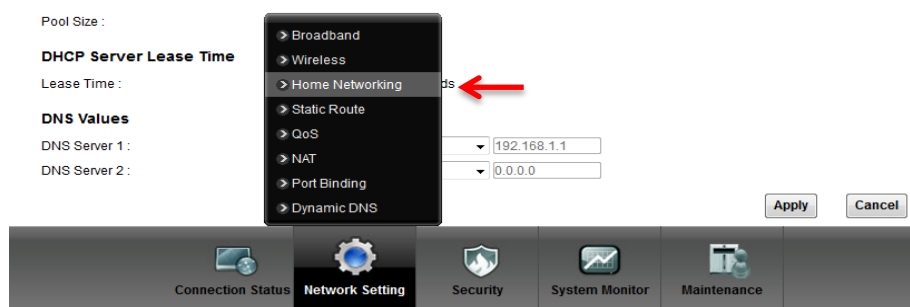 Pool Size :
Broadband
DHCP Server Lease Time
Wireless
Lease Time :
Home Networking
ds
Static Route
DNS Values
QoS
DNS Server 1 :
192.168.1.1
NAT
DNS Server 2 :
0.0.0.0
Port Binding
Dynamic DNS
Apply Cancel
Connection Status Network Setting Security System Monitor Maintenance